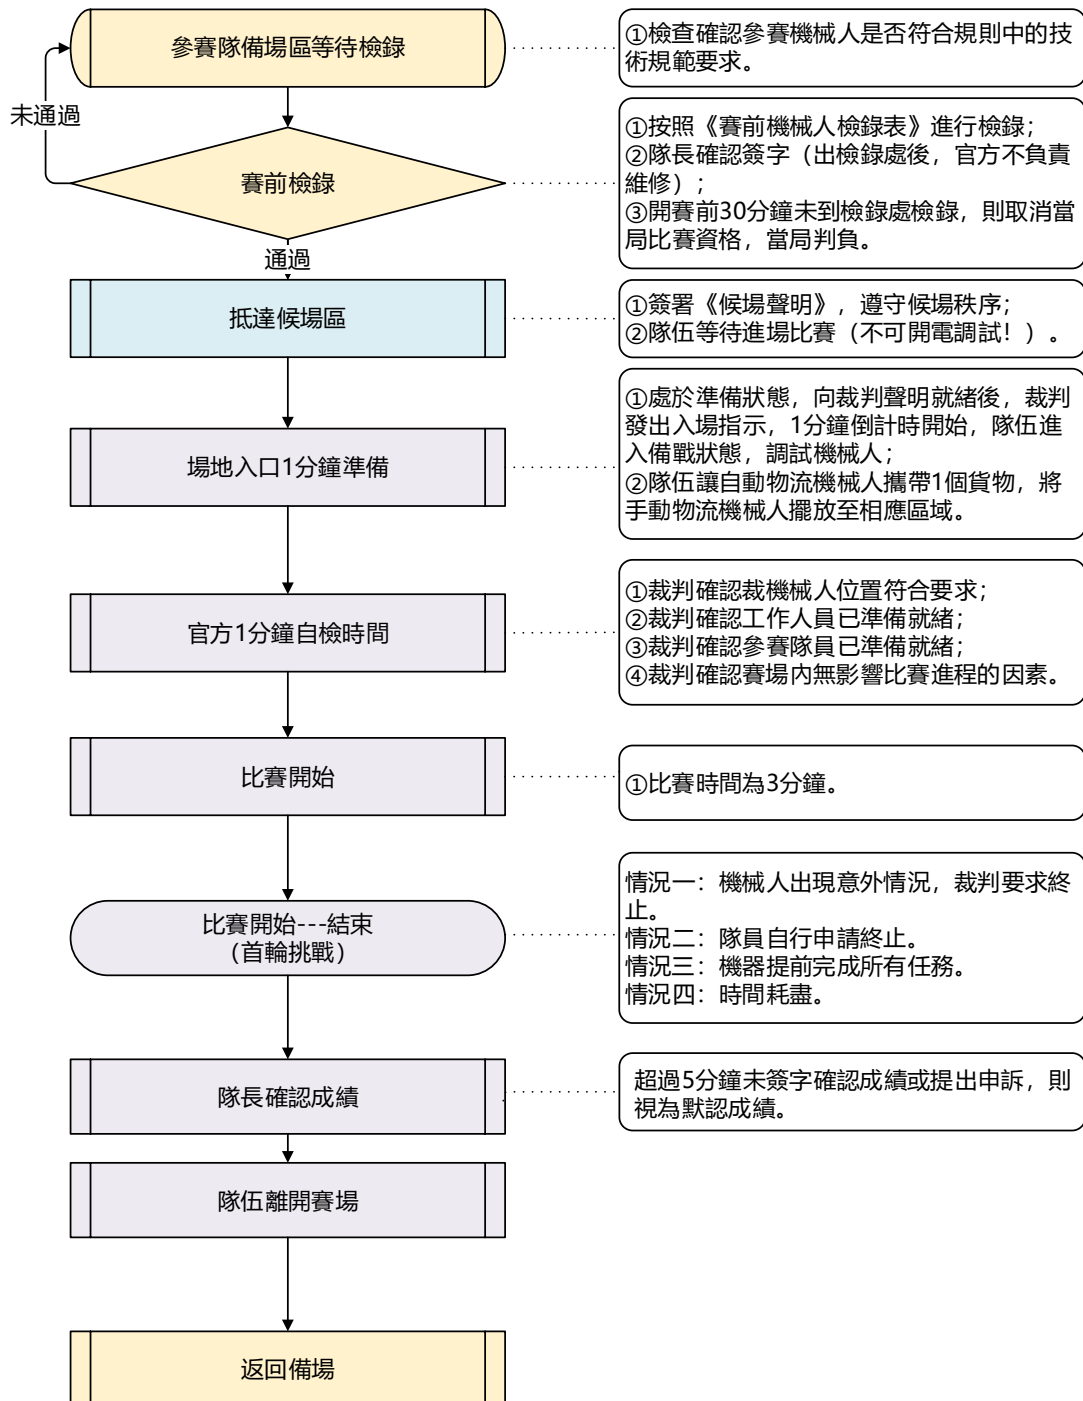 參賽隊備場區等待檢錄
①檢查確認參賽機械人是否符合規則中的技
術規範要求。
未通過
賽前檢錄
①按照《賽前機械人檢錄表》進行檢錄；
②隊長確認簽字（出檢錄處後，官方不負責
維修）；
③開賽前30分鐘未到檢錄處檢錄，則取消當
局比賽資格，當局判負。
通過
抵達候場區
①簽署《候場聲明》，遵守候場秩序；
②隊伍等待進場比賽（不可開電調試！）。
場地入口1分鐘準備
①處於準備狀態，向裁判聲明就緒後，裁判
發出入場指示，1分鐘倒計時開始，隊伍進
入備戰狀態，調試機械人；
②隊伍讓自動物流機械人攜帶1個貨物，將
手動物流機械人擺放至相應區域。
官方1分鐘自檢時間
①裁判確認裁機械人位置符合要求；
②裁判確認工作人員已準備就緒；
③裁判確認參賽隊員已準備就緒；
④裁判確認賽場內無影響比賽進程的因素。
比賽開始
①比賽時間為3分鐘。
比賽開始---結束
（首輪挑戰）
情況一：機械人出現意外情況，裁判要求終
止。
情況二：隊員自行申請終止。
情況三：機器提前完成所有任務。
情況四：時間耗盡。
隊長確認成績
超過5分鐘未簽字確認成績或提出申訴，則
視為默認成績。
隊伍離開賽場
返回備場